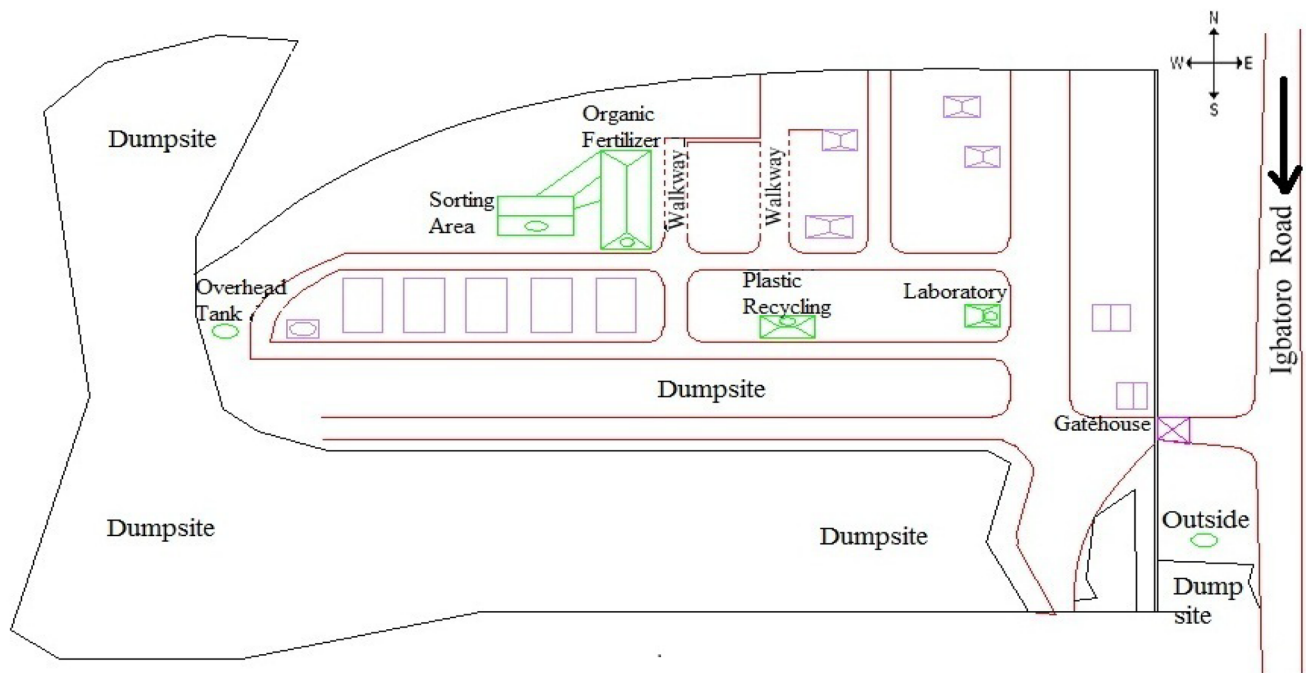 N
W E
S
Dumpsite
Organic
Fertilizer
Sorting
Area
Walkway
Walkway
Igbatoro Road
Overhead
Tank
Plastic
Recycling
Laboratory
Dumpsite
Gatehouse
Dumpsite
Dumpsite
Outside
Dump
site